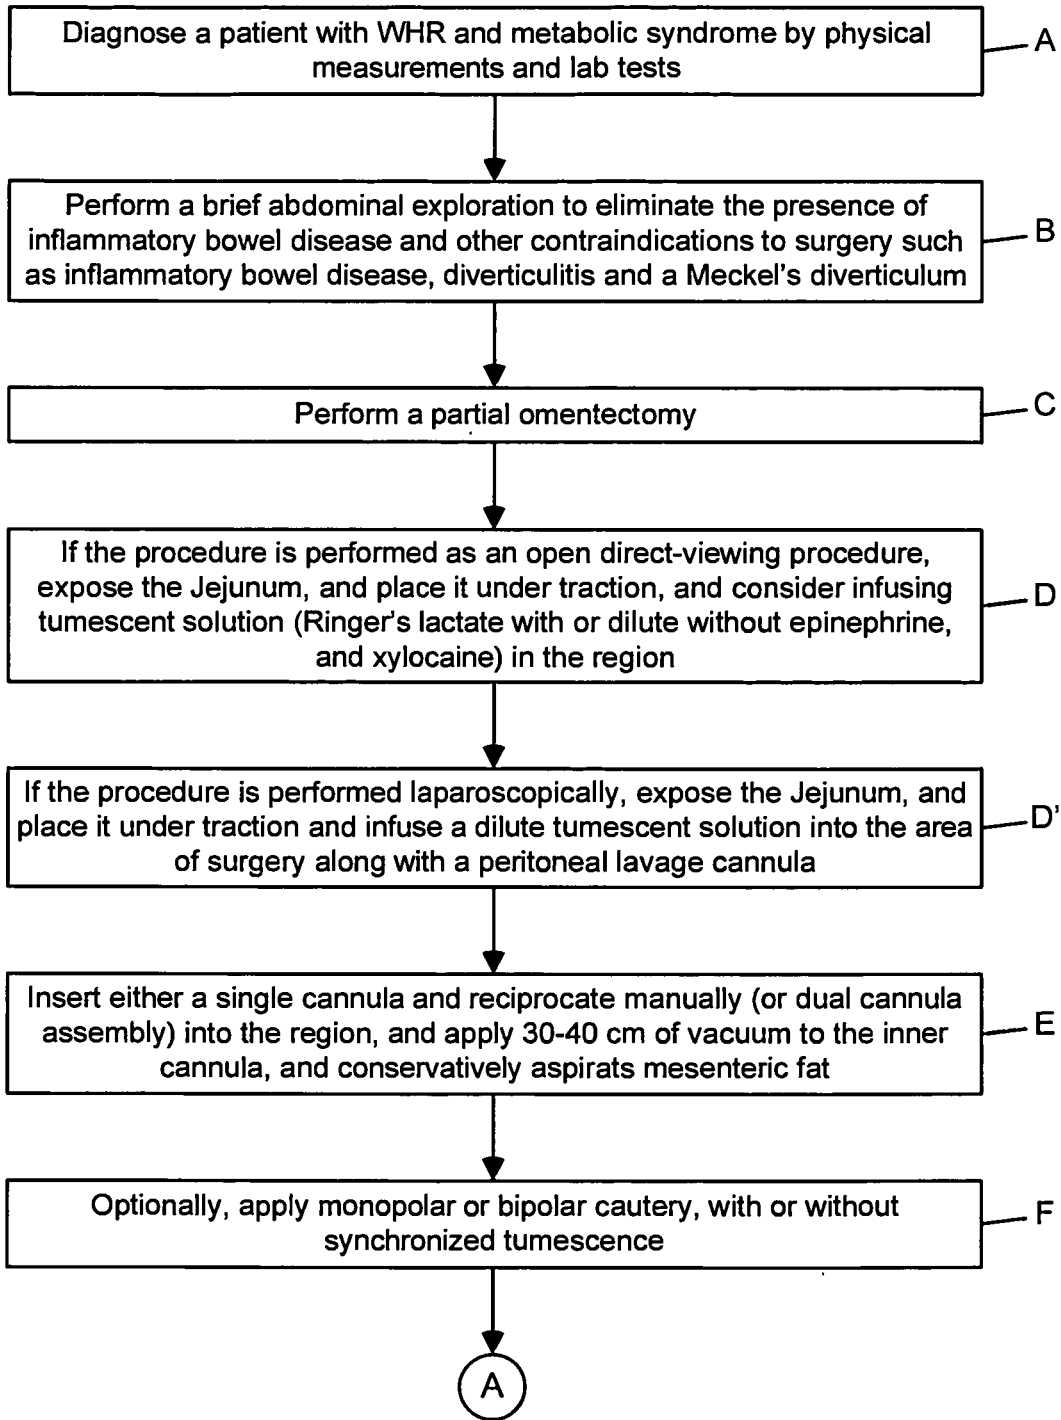 Diagnose a patient with WHR and metabolic syndrome by physical
measurements and lab tests
A
Perform a brief abdominal exploration to eliminate the presence of
inflammatory bowel disease and other contraindications to surgery such
as inflammatory bowel disease, diverticulitis and a Meckel's diverticulum
B
Perform a partial omentectomy
C
If the procedure is performed as an open direct-viewing procedure,
expose the Jejunum, and place it under traction, and consider infusing
tumescent solution (Ringer's lactate with or dilute without epinephrine,
and xylocaine) in the region
D
If the procedure is performed laparoscopically, expose the Jejunum, and
place it under traction and infuse a dilute tumescent solution into the area
of surgery along with a peritoneal lavage cannula
D'
Insert either a single cannula and reciprocate manually (or dual cannula
assembly) into the region, and apply 30-40 cm of vacuum to the inner
cannula, and conservatively aspirats mesenteric fat
E
Optionally, apply monopolar or bipolar cautery, with or without
synchronized tumescence
F
A